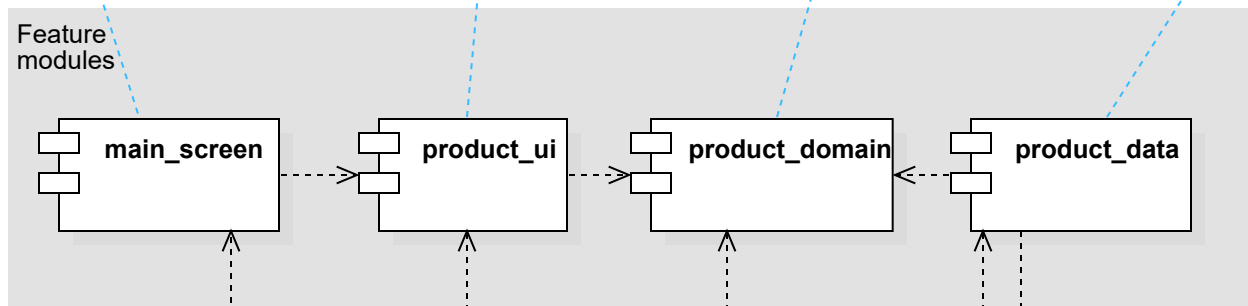 Feature
modules
main_screen
product_ui
product_domain
product_data